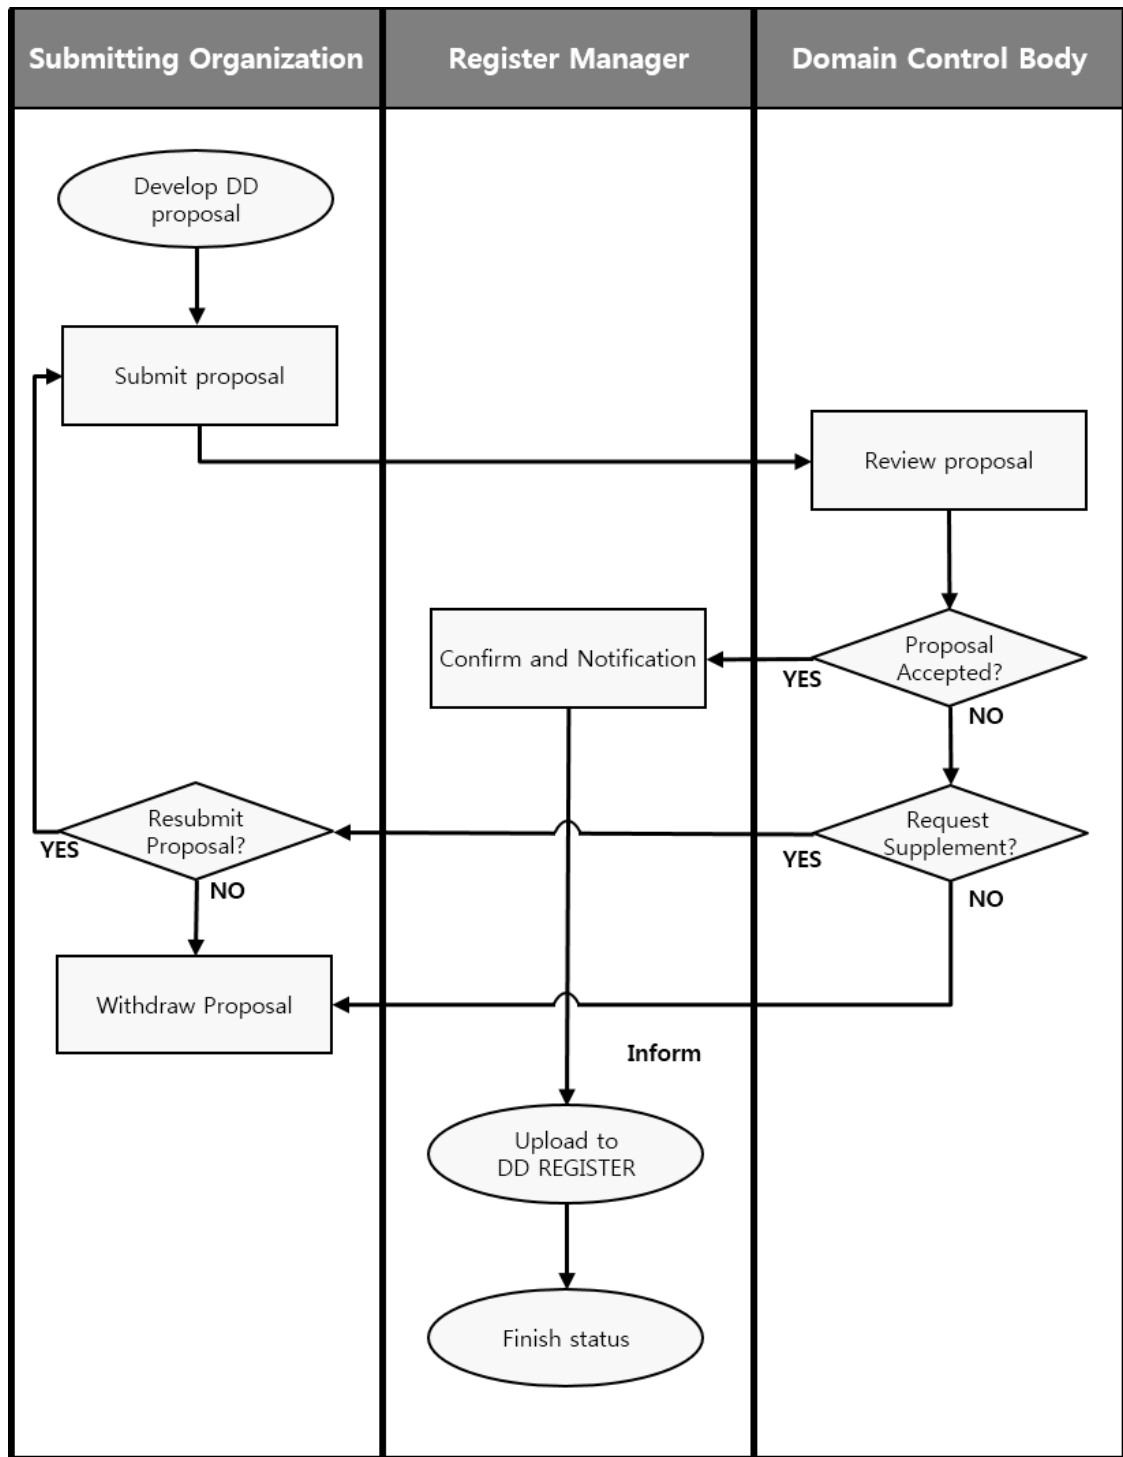 Submitting Organization
Register Manager
Domain Control Body
Develop DD
proposal
Submit proposal
Review proposal
Proposal
Accepted?
YES
NO
Confirm and Notification
Request
Supplement?
YES
NO
Resubmit
Proposal?
YES
NO
Withdraw Proposal
Inform
Upload to
DD REGISTER
Finish status